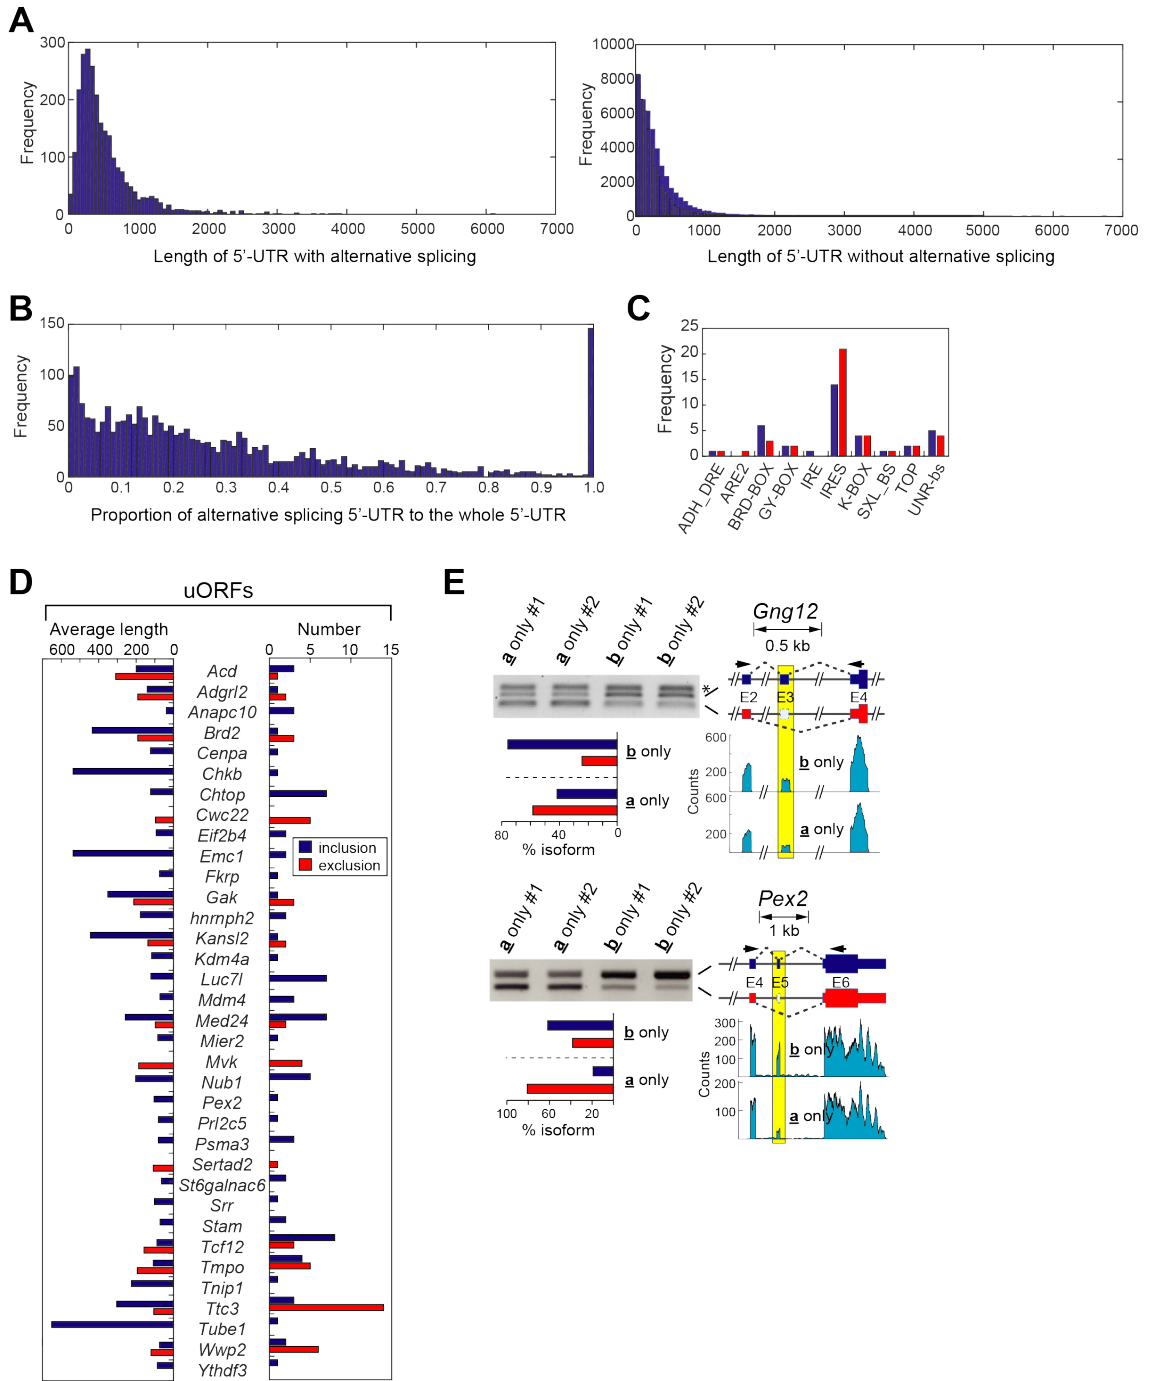 A
300
200
100
0
Frequency
0 1000 2000 3000 4000 5000 6000 7000
Length of 5’-UTR with alternative splicing
10000
8000
6000
4000
2000
0
Frequency
0 1000 2000 3000 4000 5000 6000 7000
Length of 5’-UTR without alternative splicing
B
150
100
50
0
Frequency
0 0.1 0.2 0.3 0.4 0.5 0.6 0.7 0.8 0.9 1.0
Proportion of alternative splicing 5’-UTR to the whole 5’-UTR
C
25
20
15
10
5
0
Frequency
ADH_DRE
ARE2
BRD-BOX
GY-BOX
IRE
IRES
K-BOX
SXL_BS
TOP
UNR-bs
D
uORFs
Average length
Number
600 400 200 0
0 5 10 15
Acd
Adgrl2
Anapc10
Brd2
Cenpa
Chkb
Chtop
Cwc22
Eif2b4
Emc1
Fkrp
Gak
hnrnph2
Kansl2
Kdm4a
Luc7l
Mdm4
Med24
Mier2
Mvk
Nub1
Pex2
Prl2c5
Psma3
Sertad2
St6galnac6
Srr
Stam
Tcf12
Tmpo
Tnip1
Ttc3
Tube1
Wwp2
Ythdf3
inclusion
exclusion
E
a only #1
a only #2
b only #1
b only #2
*
b only
a only
80 40 0
% isoform
Gng12
0.5 kb
E2 E3 E4
600
200
b only
600
200
a only
Counts
a only #1
a only #2
b only #1
b only #2
b only
a only
100 60 20
% isoform
Pex2
1 kb
E4 E5 E6
300
200
100
b only
200
100
a only
Counts